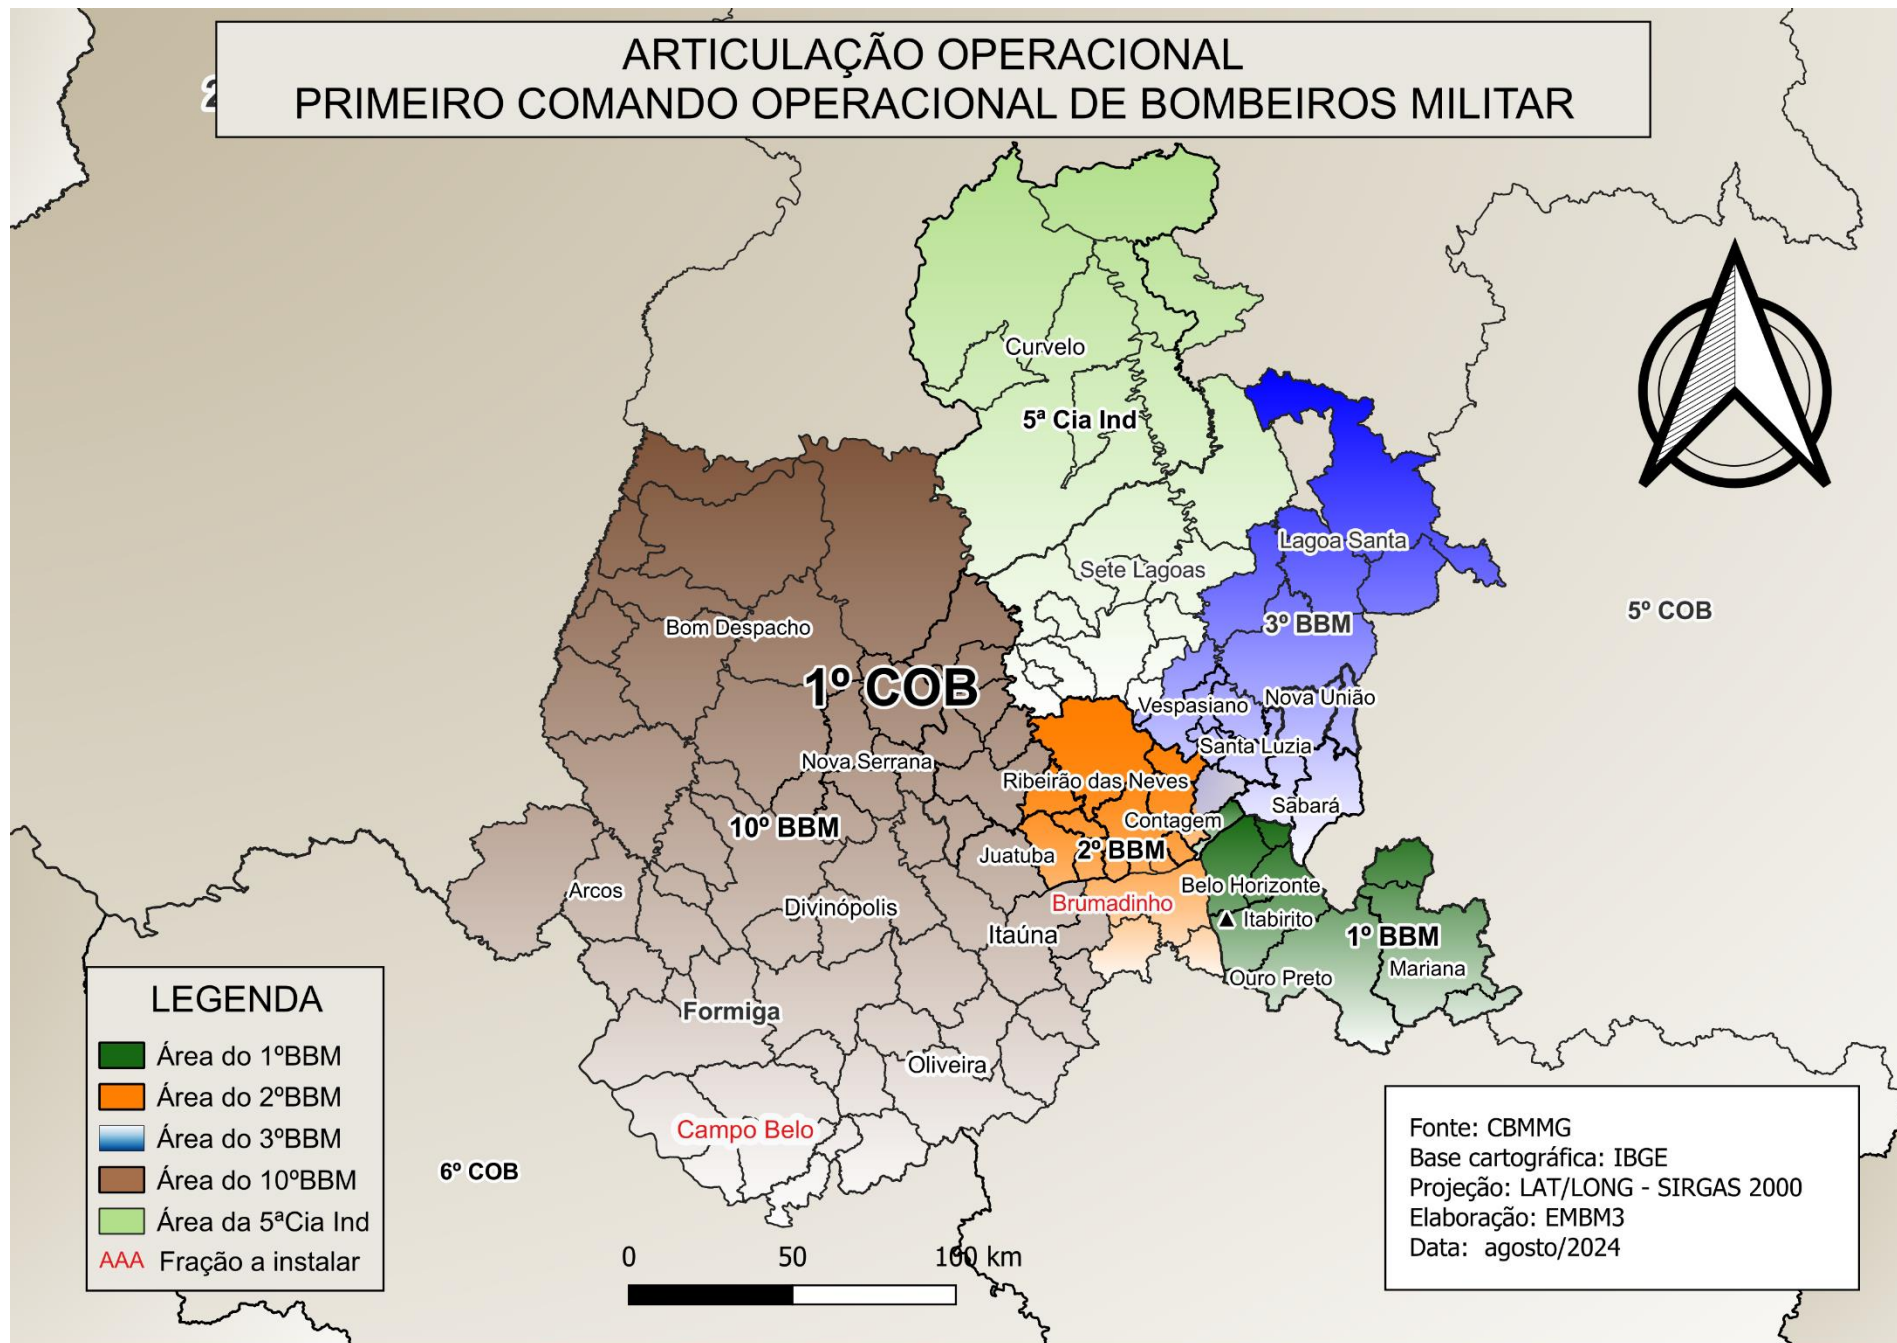 ARTICULAÇÃO OPERACIONAL
PRIMEIRO COMANDO OPERACIONAL DE BOMBEIROS MILITAR
2
Curvelo
5ª Cia Ind
Lagoa Santa
Sete Lagoas
5º COB
3º BBM
Bom Despacho
1º COB
Nova União
Vespasiano
Santa Luzia
Nova Serrana
Ribeirão das Neves
Sabará
Contagem
10º BBM
2º BBM
Juatuba
Belo Horizonte
Arcos
Brumadinho
Divinópolis
▲ Itabirito
Itaúna
1º BBM
Mariana
Ouro Preto
Formiga
Oliveira
Campo Belo
6º COB
LEGENDA
Área do 1ºBBM
Área do 2ºBBM
Área do 3ºBBM
Área do 10ºBBM
Área da 5ªCia Ind
AAA Fração a instalar
0 50 100 km
Fonte: CBMMG
Base cartográfica: IBGE
Projeção: LAT/LONG - SIRGAS 2000
Elaboração: EMBM3
Data: agosto/2024